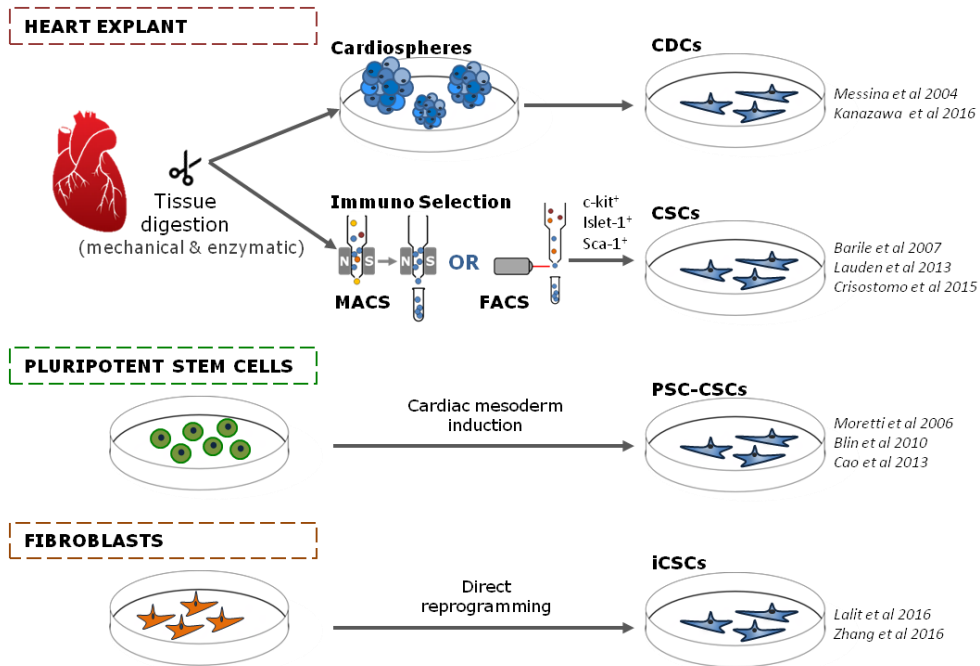 HEART EXPLANT
Cardiospheres
CDCs
Messina et al 2004
Kanazawa et al 2016
Tissue
digestion
(mechanical & enzymatic)
Immuno Selection
N S
N S
OR
MACS
FACS
c-kit⁺
Islet-1⁺
Sca-1⁺
CSCs
Barile et al 2007
Lauden et al 2013
Crisostomo et al 2015
PLURIPOTENT STEM CELLS
Cardiac mesoderm
induction
PSC-CSCs
Moretti et al 2006
Blin et al 2010
Cao et al 2013
FIBROBLASTS
Direct
reprogramming
iCSCs
Lalit et al 2016
Zhang et al 2016